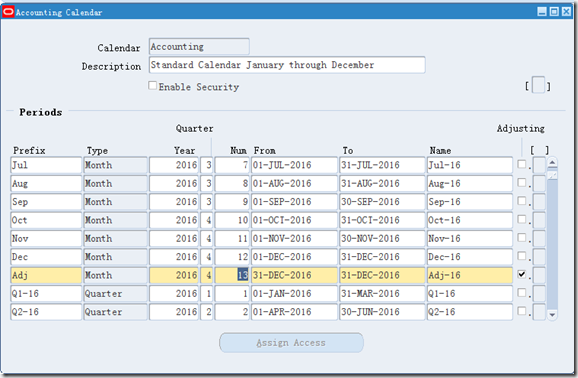 Accounting Calendar
Calendar Accounting
Description Standard Calendar January through December
Enable Security [ ]
Periods
Quarter Adjusting
Prefix Type Year Num From To Name [ ]
Jul Month 2016 3 7 01-JUL-2016 31-JUL-2016 Jul-16
Aug Month 2016 3 8 01-AUG-2016 31-AUG-2016 Aug-16
Sep Month 2016 3 9 01-SEP-2016 30-SEP-2016 Sep-16
Oct Month 2016 4 10 01-OCT-2016 31-OCT-2016 Oct-16
Nov Month 2016 4 11 01-NOV-2016 30-NOV-2016 Nov-16
Dec Month 2016 4 12 01-DEC-2016 31-DEC-2016 Dec-16
Adj Month 2016 4 13 31-DEC-2016 31-DEC-2016 Adj-16
Q1-16 Quarter 2016 1 1 01-JAN-2016 31-MAR-2016 Q1-16
Q2-16 Quarter 2016 2 2 01-APR-2016 30-JUN-2016 Q2-16
Assign Access